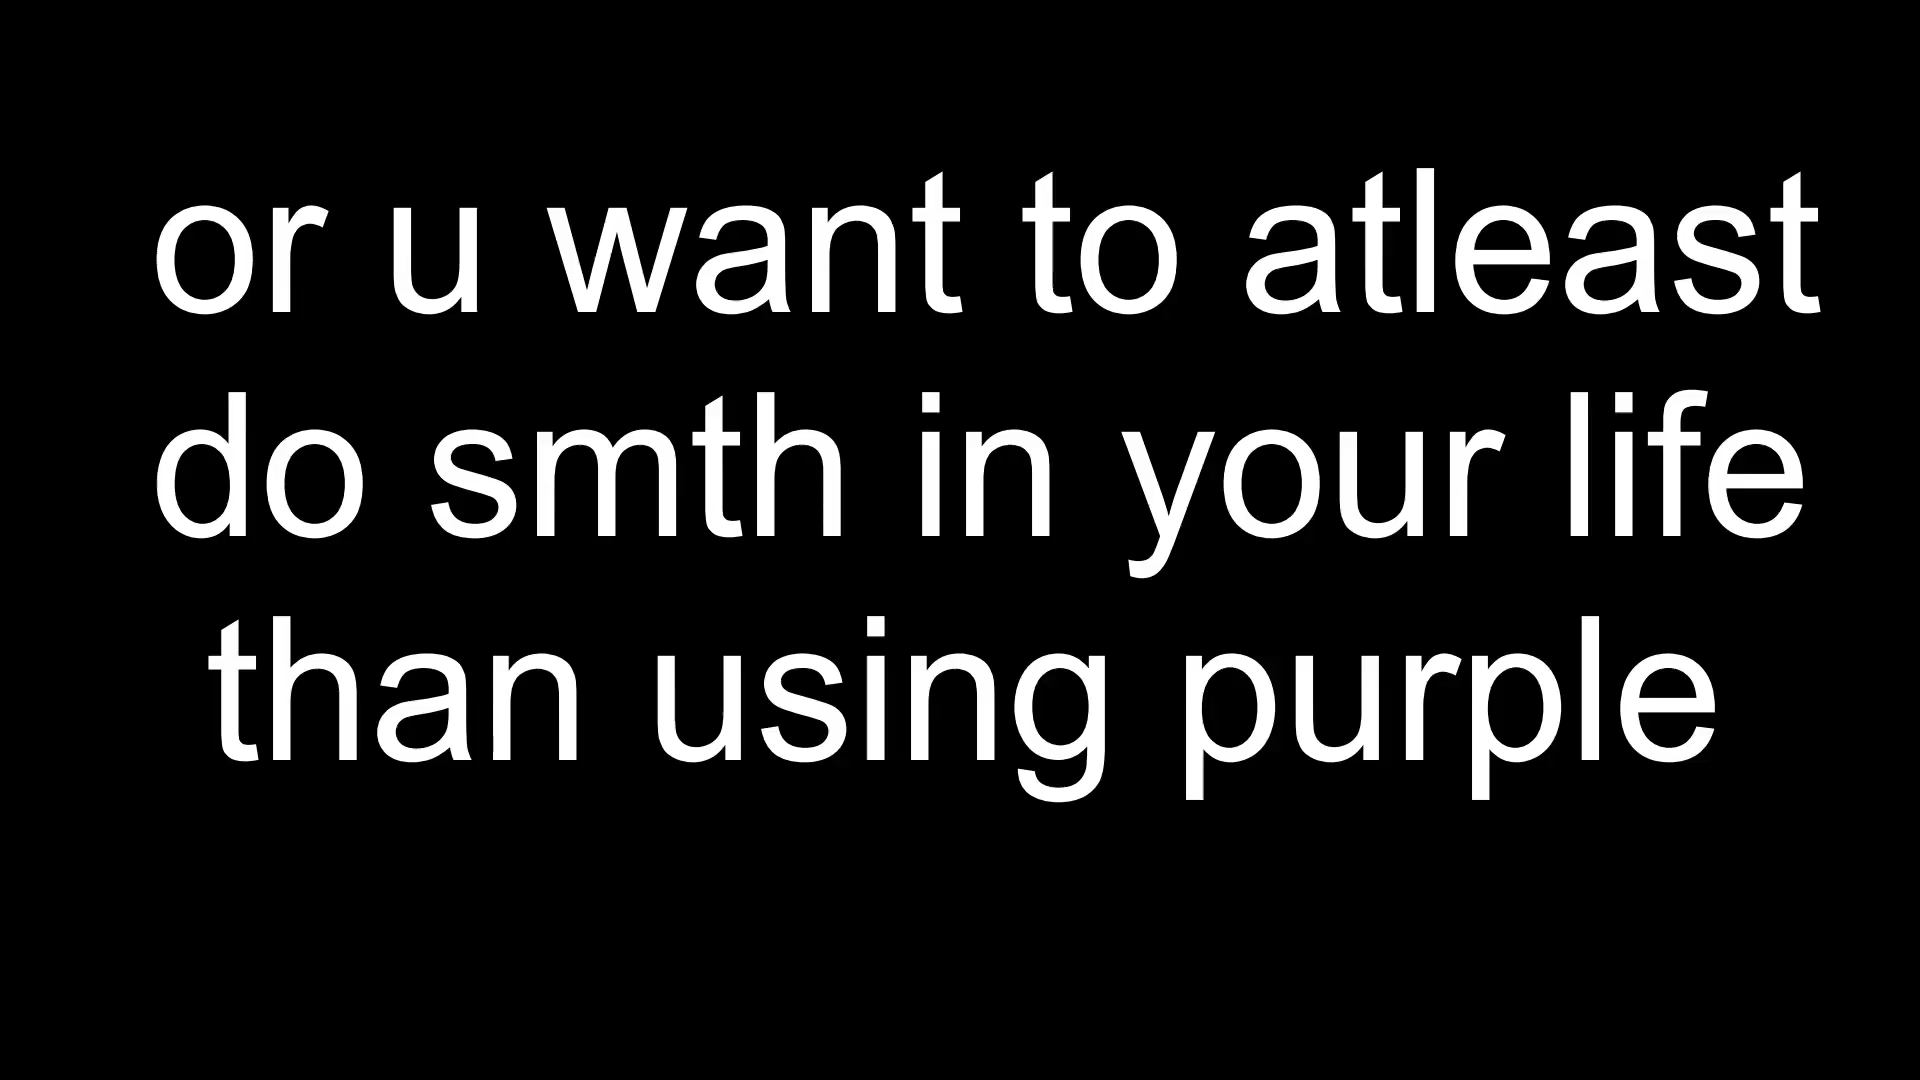 or u want to atleast
do smth in your life
than using purple